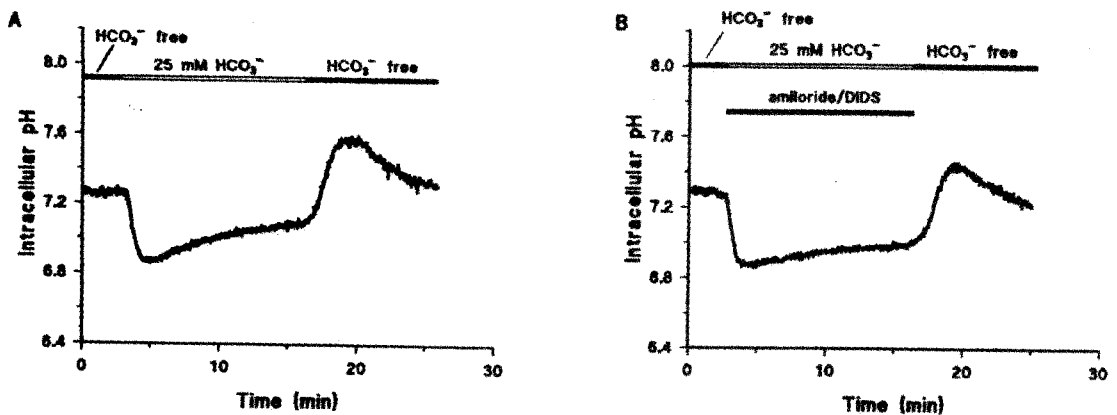 A
HCO₃⁻ free
25 mM HCO₃⁻
HCO₃⁻ free
8.0
7.6
7.2
6.8
6.4
Intracellular pH
0
10
20
30
Time (min)
B
HCO₃⁻ free
25 mM HCO₃⁻
HCO₃⁻ free
amiloride/DIDS
8.0
7.6
7.2
6.8
6.4
Intracellular pH
0
10
20
30
Time (min)